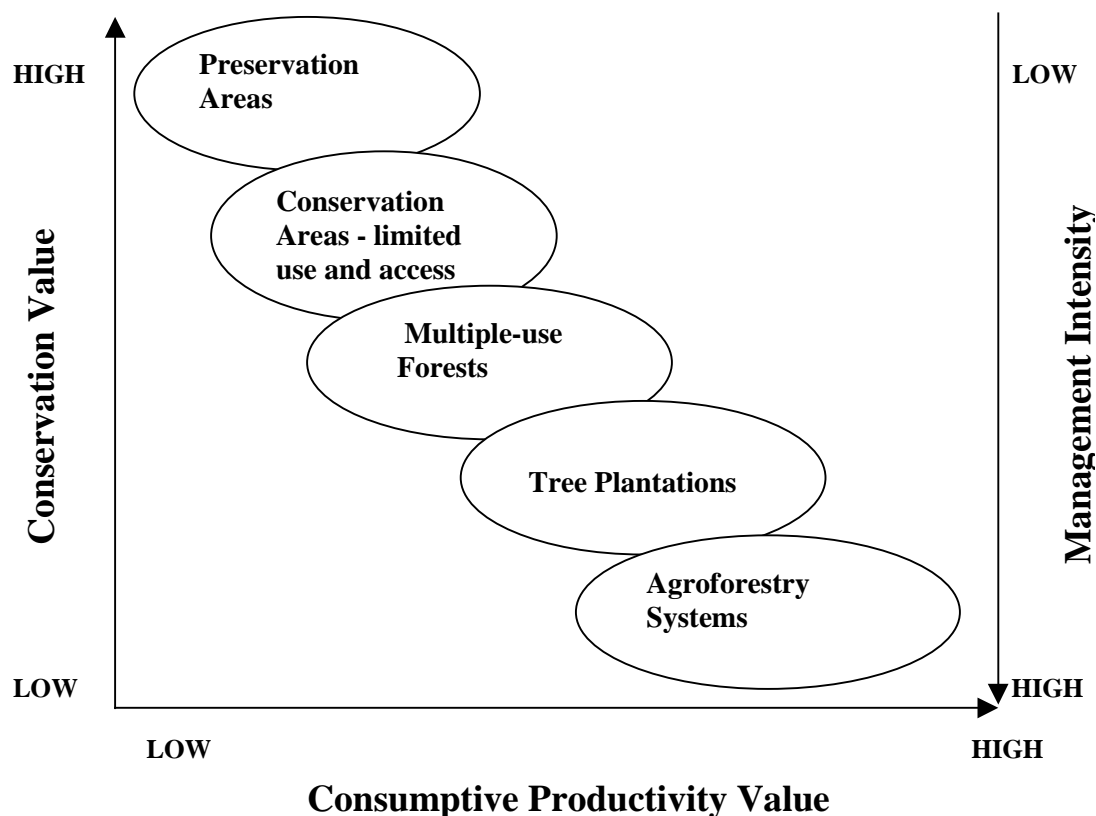 HIGH
LOW
Preservation
Areas
Conservation
Areas - limited
use and access
Multiple-use
Forests
Tree Plantations
Agroforestry
Systems
Conservation Value
Management Intensity
LOW
HIGH
LOW
HIGH
Consumptive Productivity Value